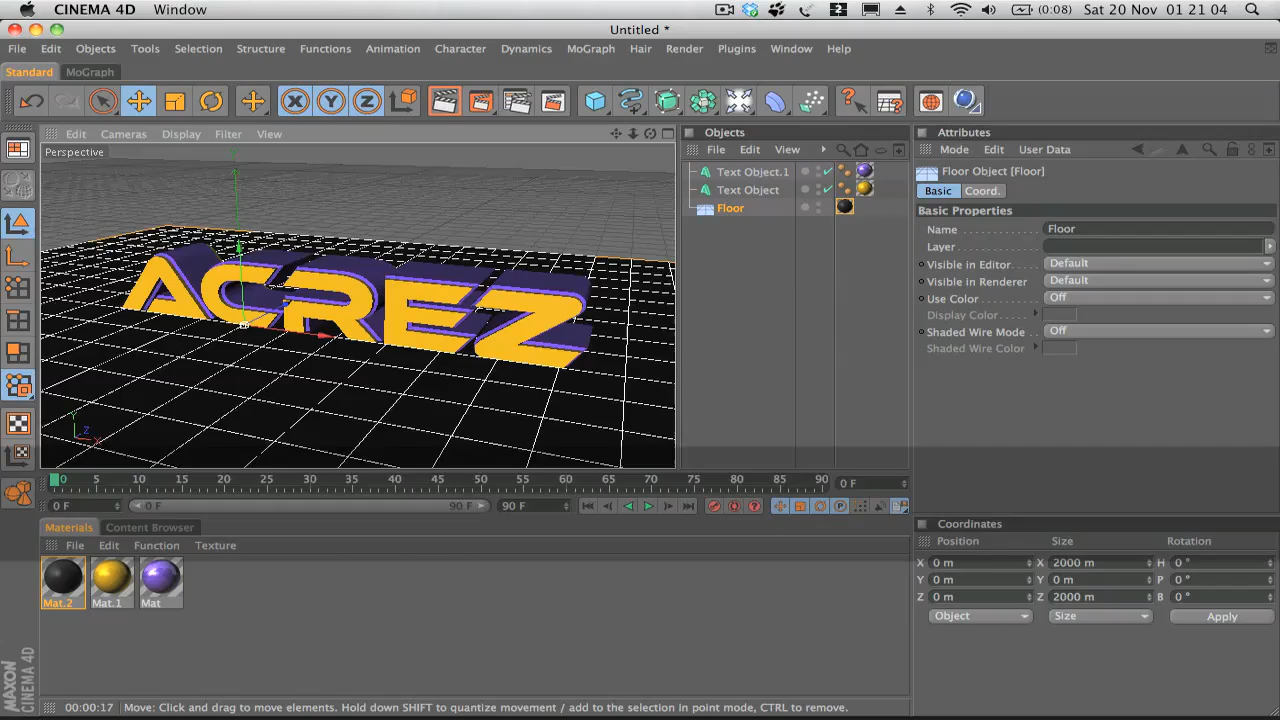 CINEMA 4D Window (0:08) Sat 20 Nov 01 21 04
Untitled *
File Edit Objects Tools Selection Structure Functions Animation Character Dynamics MoGraph Hair Render Plugins Window Help
Standard MoGraph
X Y Z
Edit Cameras Display Filter View
Perspective
ACREZ
Y
Z
X
Objects
File Edit View
Text Object.1
Text Object
Floor
Attributes
Mode Edit User Data
Floor Object [Floor]
Basic Coord.
Basic Properties
Name Floor
Layer
Visible in Editor Default
Visible in Renderer Default
Use Color Off
Display Color
Shaded Wire Mode Off
Shaded Wire Color
0 5 10 15 20 25 30 35 40 45 50 55 60 65 70 75 80 85 90 0 F
0 F 0 F 90 F 90 F
Materials Content Browser
File Edit Function Texture
Mat.2 Mat.1 Mat
Coordinates
Position Size Rotation
X 0 m X 2000 m H 0 °
Y 0 m Y 0 m P 0 °
Z 0 m Z 2000 m B 0 °
Object Size Apply
MAXON
CINEMA 4D
00:00:17 Move: Click and drag to move elements. Hold down SHIFT to quantize movement / add to the selection in point mode, CTRL to remove.